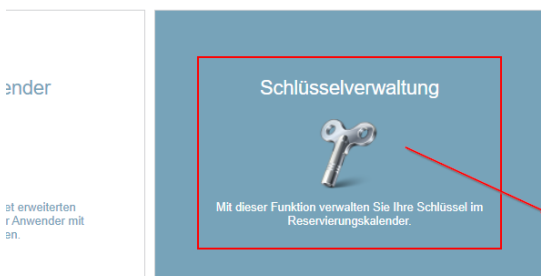 ender
et erweiterten
r Anwender mit
en.
Schlüsselverwaltung
Mit dieser Funktion verwalten Sie Ihre Schlüssel im
Reservierungskalender.